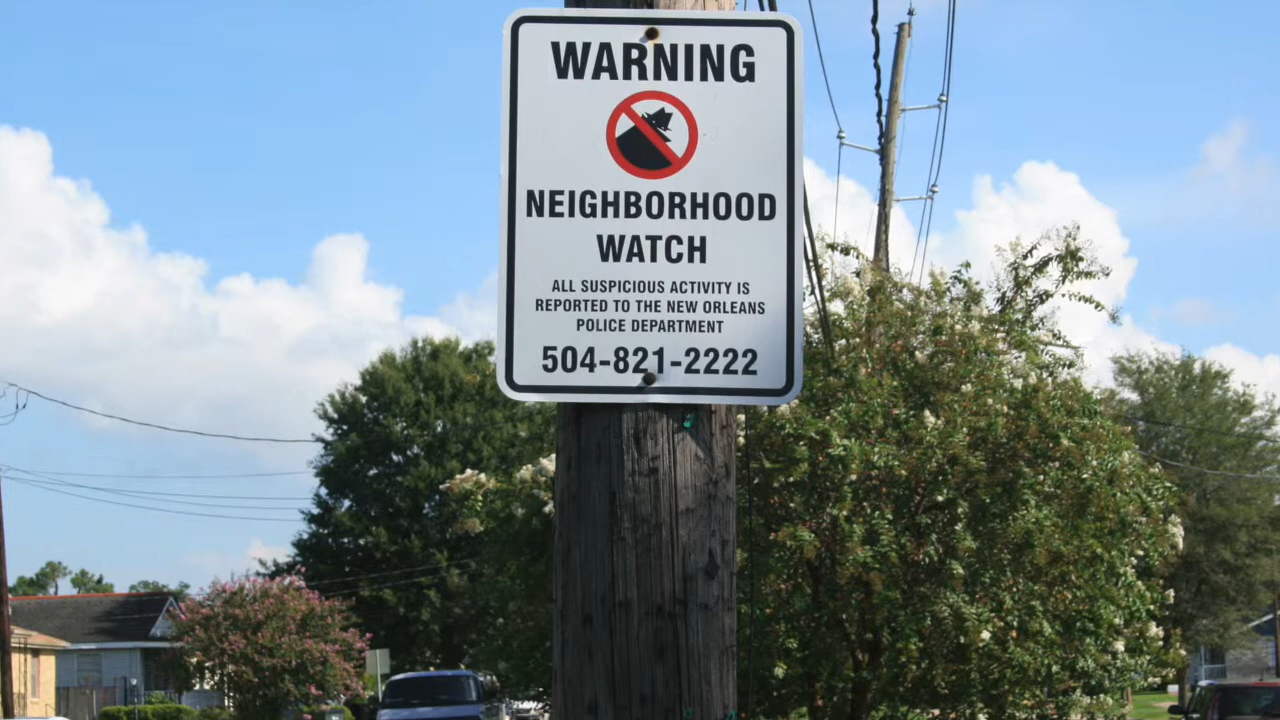 WARNING
NEIGHBORHOOD
WATCH
ALL SUSPICIOUS ACTIVITY IS
REPORTED TO THE NEW ORLEANS
POLICE DEPARTMENT
504-821-2222